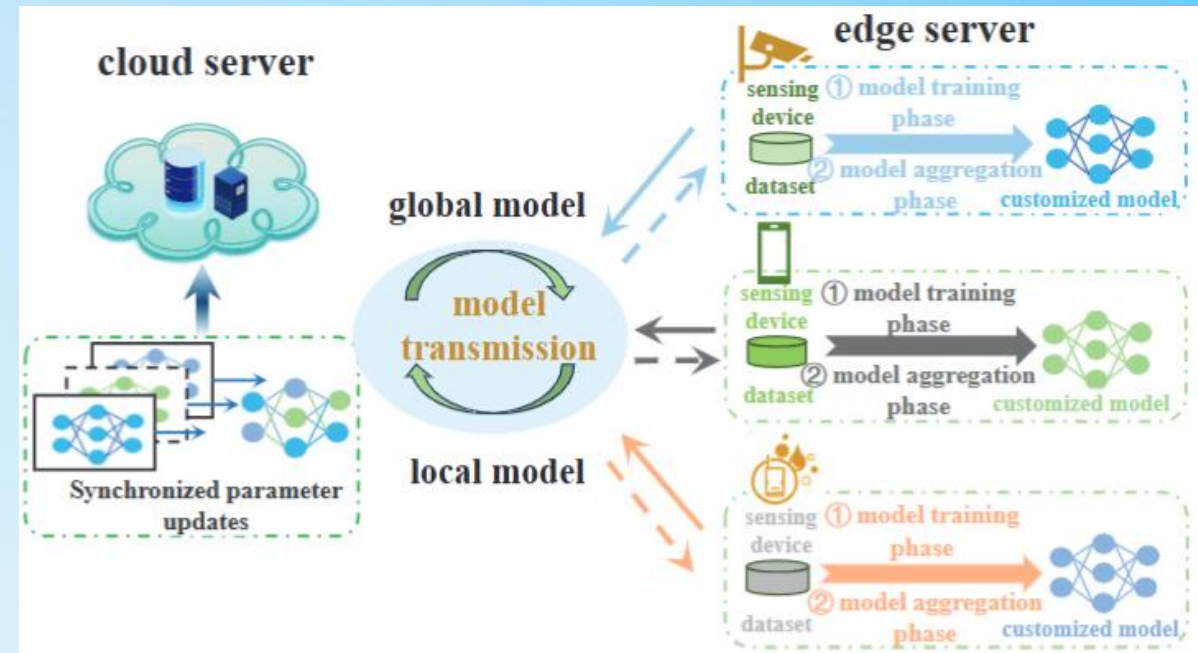 cloud server
global model
model
transmission
local model
Synchronized parameter
updates
edge server
sensing
device
dataset
① model training
phase
② model aggregation
phase
customized model
sensing
device
dataset
① model training
phase
② model aggregation
phase
customized model
sensing
device
dataset
① model training
phase
② model aggregation
phase
customized model